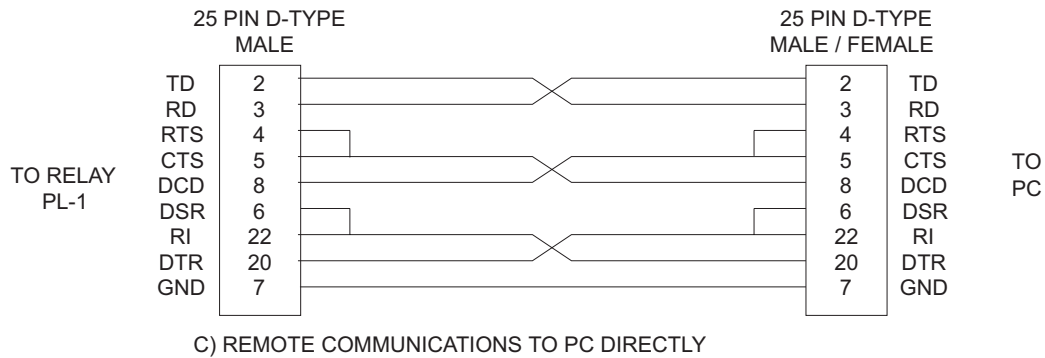 25 PIN D-TYPE
MALE
25 PIN D-TYPE
MALE / FEMALE
TD 2 2 TD
RD 3 3 RD
RTS 4 4 RTS
CTS 5 5 CTS
DCD 8 8 DCD
DSR 6 6 DSR
RI 22 22 RI
DTR 20 20 DTR
GND 7 7 GND
TO RELAY
PL-1
TO
PC
C) REMOTE COMMUNICATIONS TO PC DIRECTLY